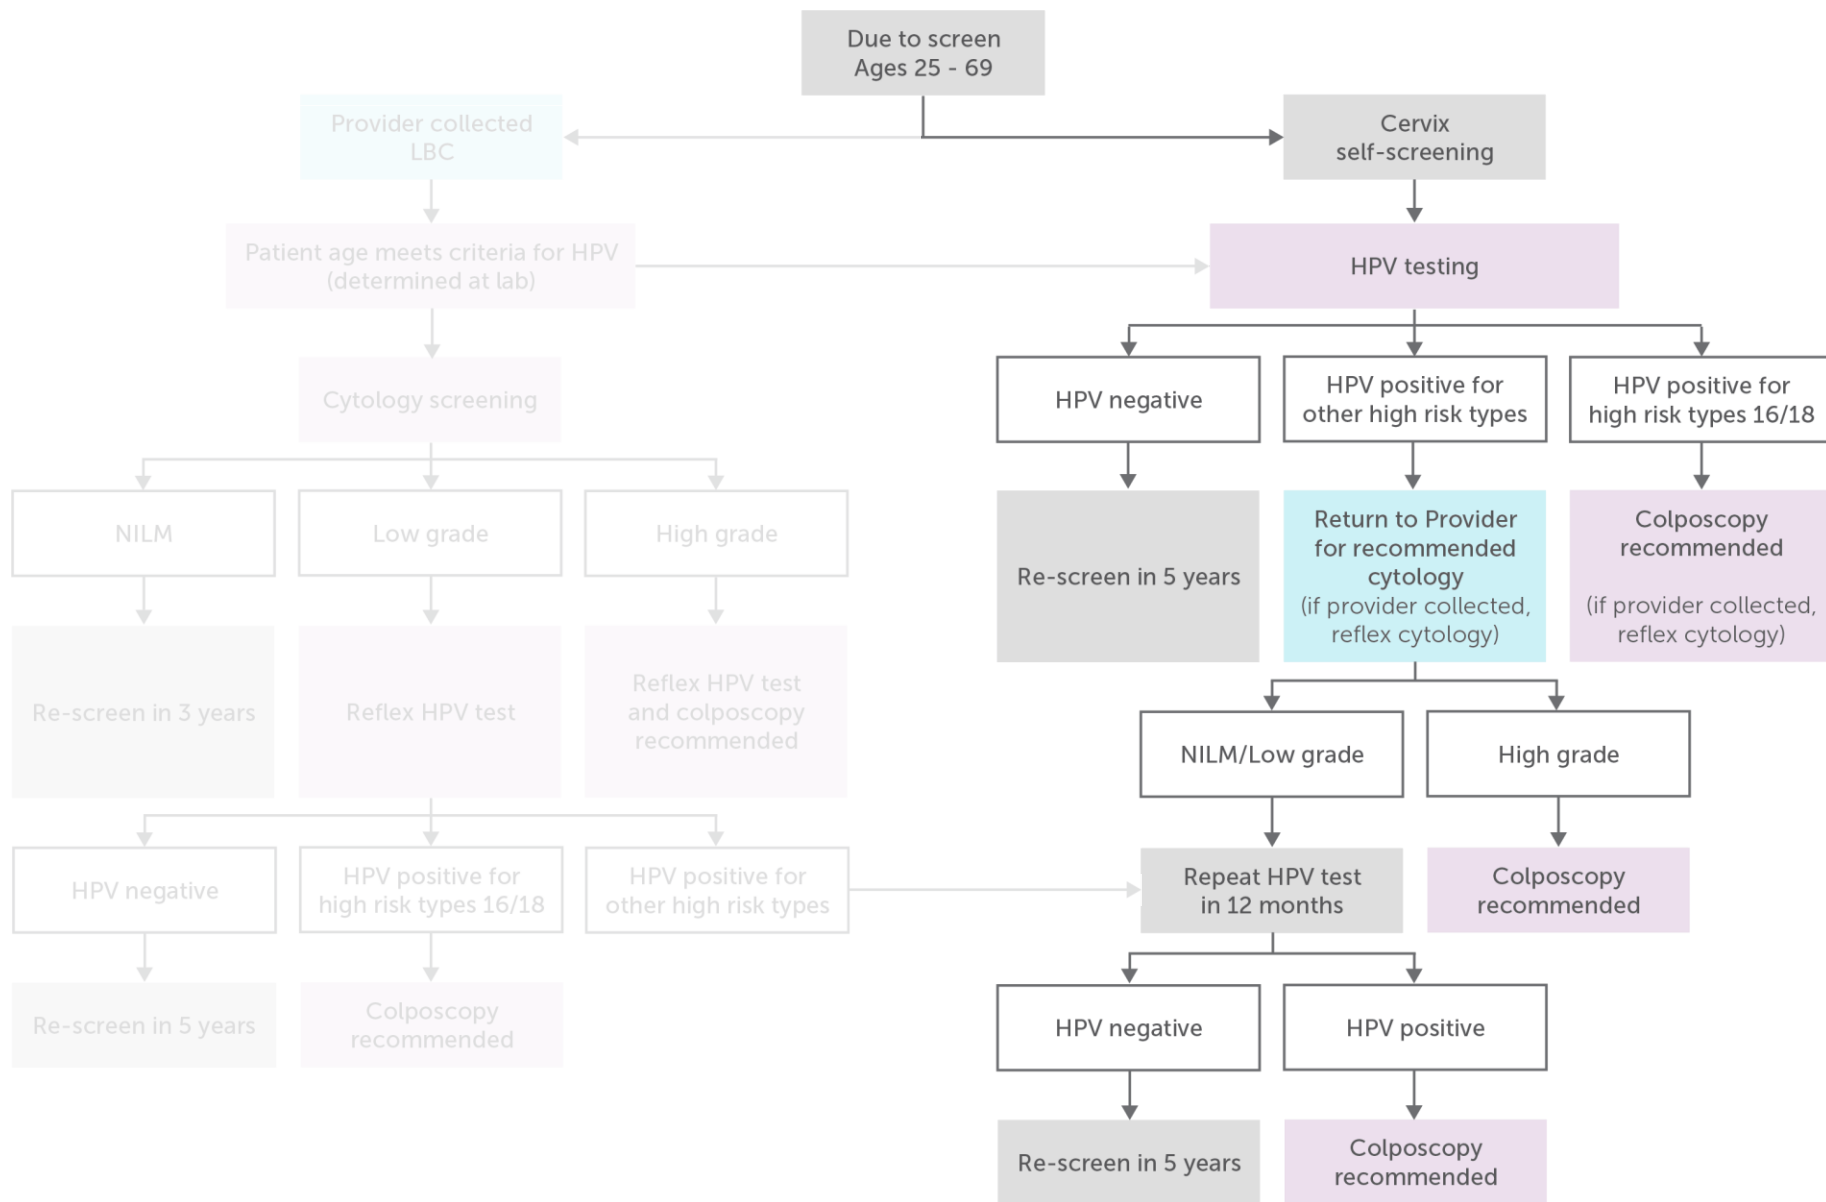 Due to screen
Ages 25 - 69
Provider collected
LBC
Cervix
self-screening
Patient age meets criteria for HPV
(determined at lab)
HPV testing
Cytology screening
HPV negative
HPV positive for
other high risk types
HPV positive for
high risk types 16/18
NILM
Low grade
High grade
Re-screen in 5 years
Return to Provider
for recommended
cytology
(if provider collected,
reflex cytology)
Colposcopy
recommended
(if provider collected,
reflex cytology)
Re-screen in 3 years
Reflex HPV test
Reflex HPV test
and colposcopy
recommended
NILM/Low grade
High grade
HPV negative
HPV positive for
high risk types 16/18
HPV positive for
other high risk types
Repeat HPV test
in 12 months
Colposcopy
recommended
Re-screen in 5 years
Colposcopy
recommended
HPV negative
HPV positive
Re-screen in 5 years
Colposcopy
recommended